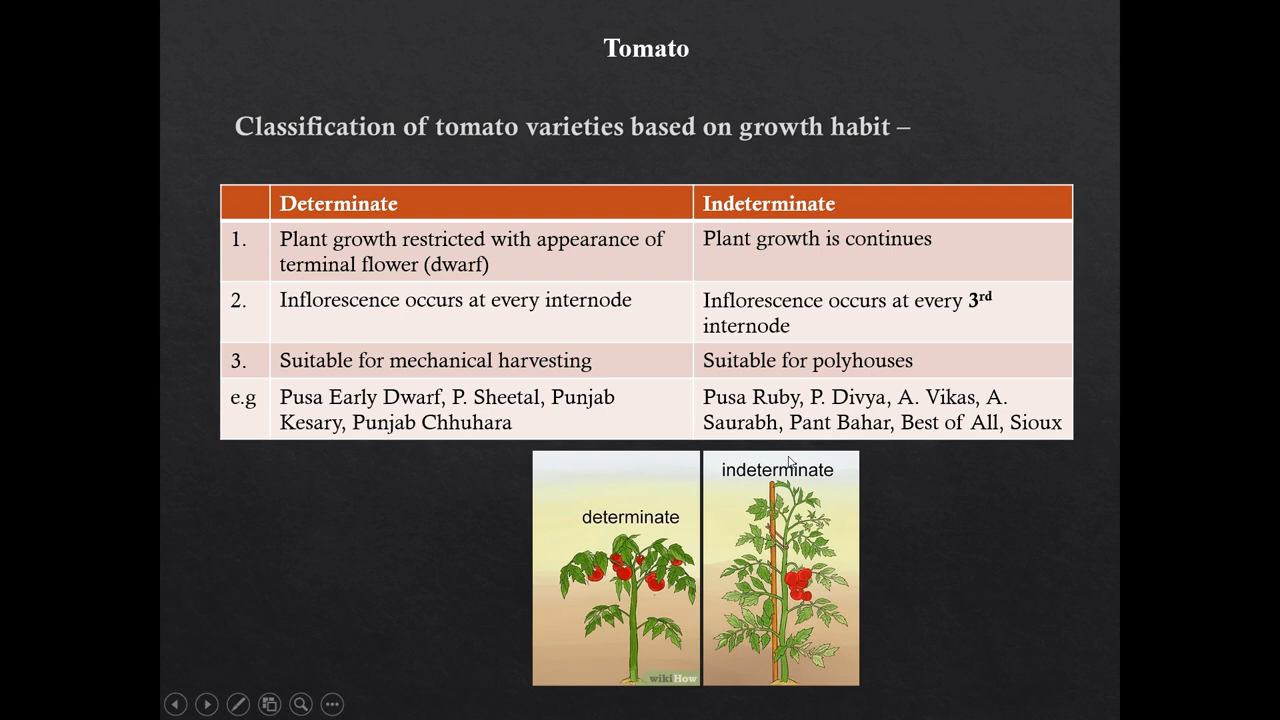 Tomato
Classification of tomato varieties based on growth habit –
Determinate
Indeterminate
1.
Plant growth restricted with appearance of
terminal flower (dwarf)
Plant growth is continues
2.
Inflorescence occurs at every internode
Inflorescence occurs at every 3rd
internode
3.
Suitable for mechanical harvesting
Suitable for polyhouses
e.g
Pusa Early Dwarf, P. Sheetal, Punjab
Kesary, Punjab Chhuhara
Pusa Ruby, P. Divya, A. Vikas, A.
Saurabh, Pant Bahar, Best of All, Sioux
determinate
indeterminate
wikiHow